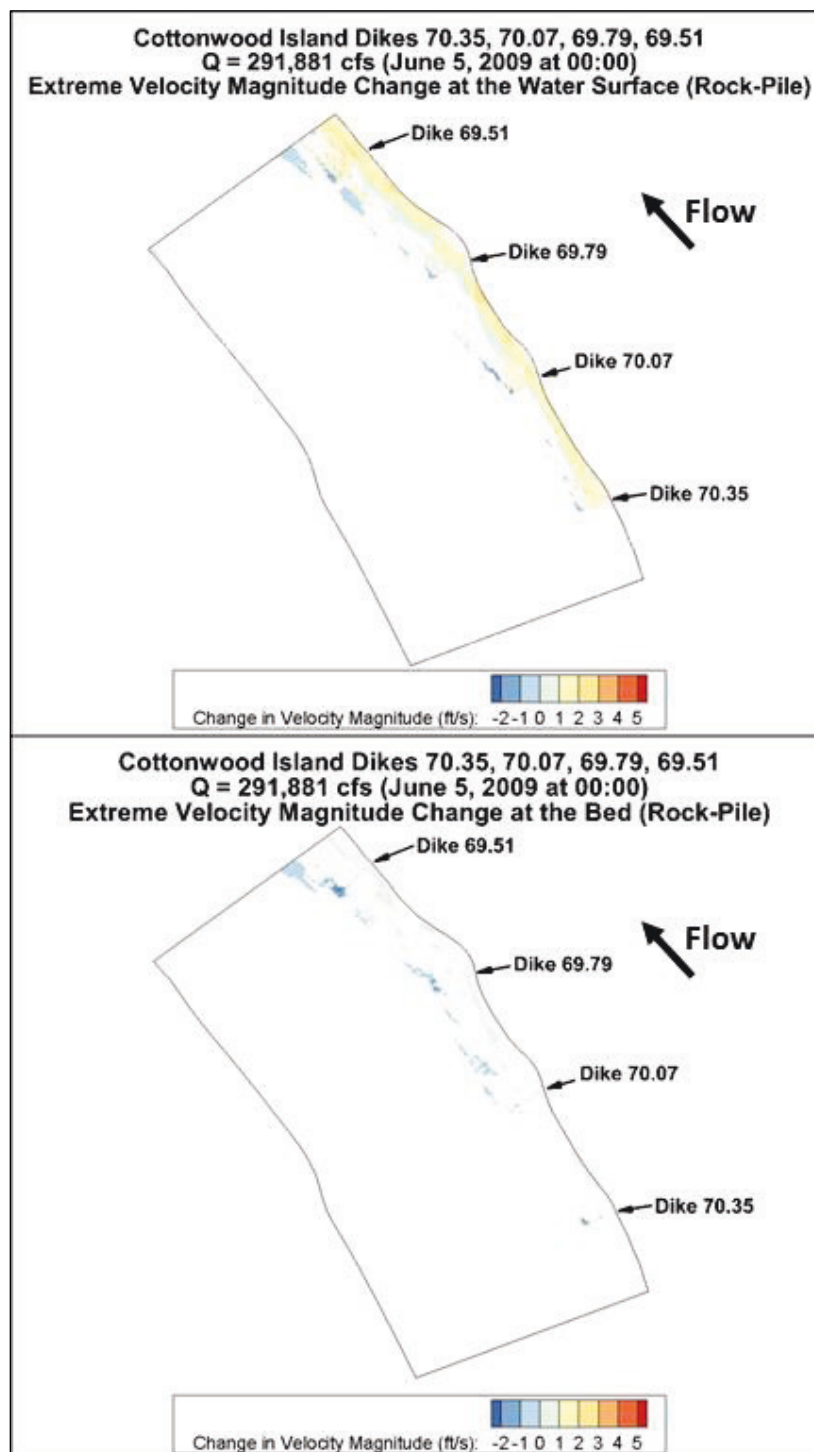 Cottonwood Island Dikes 70.35, 70.07, 69.79, 69.51
Q = 291,881 cfs (June 5, 2009 at 00:00)
Extreme Velocity Magnitude Change at the Water Surface (Rock-Pile)
Dike 69.51
Flow
Dike 69.79
Dike 70.07
Dike 70.35
Change in Velocity Magnitude (ft/s): -2 -1 0 1 2 3 4 5
Cottonwood Island Dikes 70.35, 70.07, 69.79, 69.51
Q = 291,881 cfs (June 5, 2009 at 00:00)
Extreme Velocity Magnitude Change at the Bed (Rock-Pile)
Dike 69.51
Flow
Dike 69.79
Dike 70.07
Dike 70.35
Change in Velocity Magnitude (ft/s): -2 -1 0 1 2 3 4 5